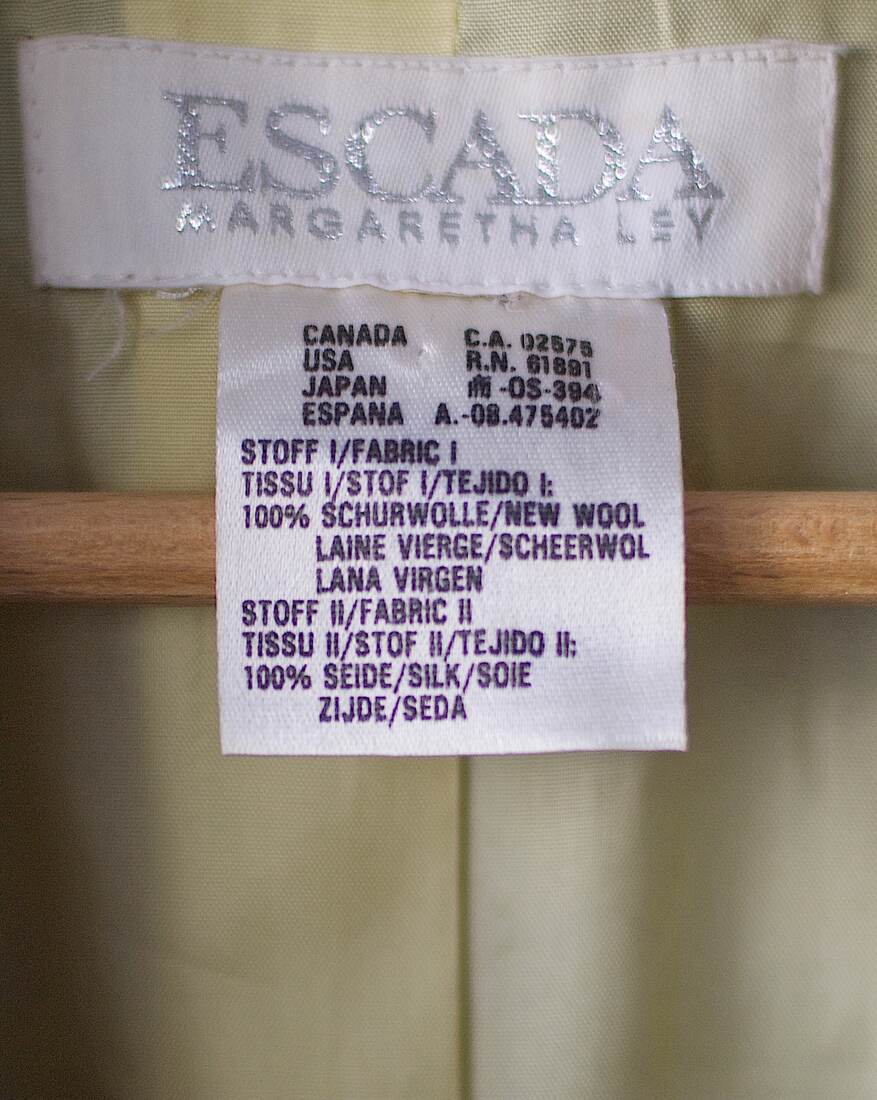 ESCADA
MARGARETHA LEY
CANADA C.A. 02575
USA R.N. 61691
JAPAN 商-OS-394
ESPANA A.-08.475402
STOFF I/FABRIC I
TISSU I/STOF I/TEJIDO I:
100% SCHURWOLLE/NEW WOOL
LAINE VIERGE/SCHEERWOL
LANA VIRGEN
STOFF II/FABRIC II
TISSU II/STOF II/TEJIDO II:
100% SEIDE/SILK/SOIE
ZIJDE/SEDA